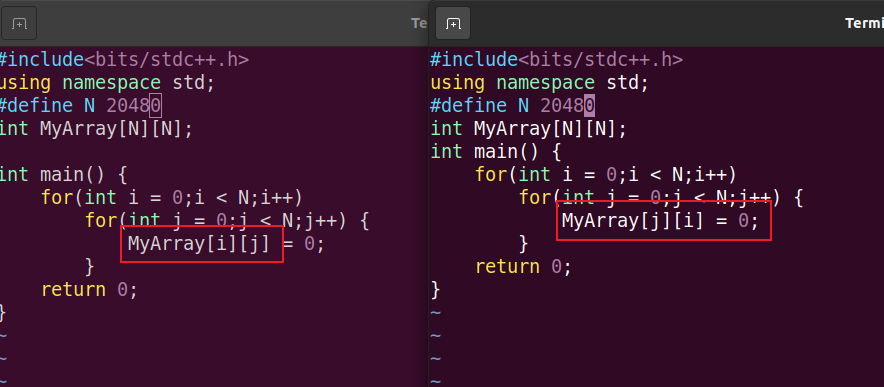 Te
#include<bits/stdc++.h>
using namespace std;
#define N 20480
int MyArray[N][N];
int main() {
    for(int i = 0;i < N;i++)
        for(int j = 0;j < N;j++) {
            MyArray[i][j] = 0;
        }
    return 0;
}
~
~
~
Termi
#include<bits/stdc++.h>
using namespace std;
#define N 20480
int MyArray[N][N];
int main() {
    for(int i = 0;i < N;i++)
        for(int j = 0;j < N;j++) {
            MyArray[j][i] = 0;
        }
    return 0;
}
~
~
~
~